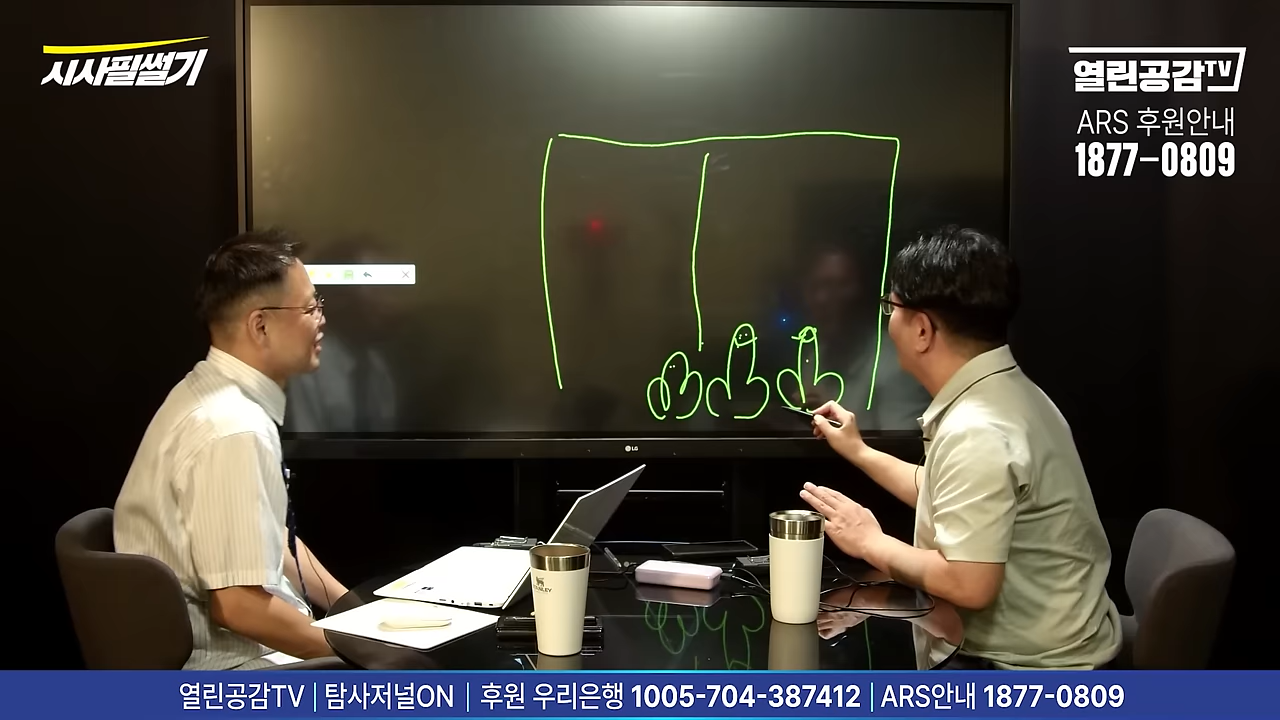 시사필썰기
열린공감TV
ARS 후원안내
1877-0809
LG
STANLEY
열린공감TV | 탐사저널ON | 후원 우리은행 1005-704-387412 | ARS안내 1877-0809